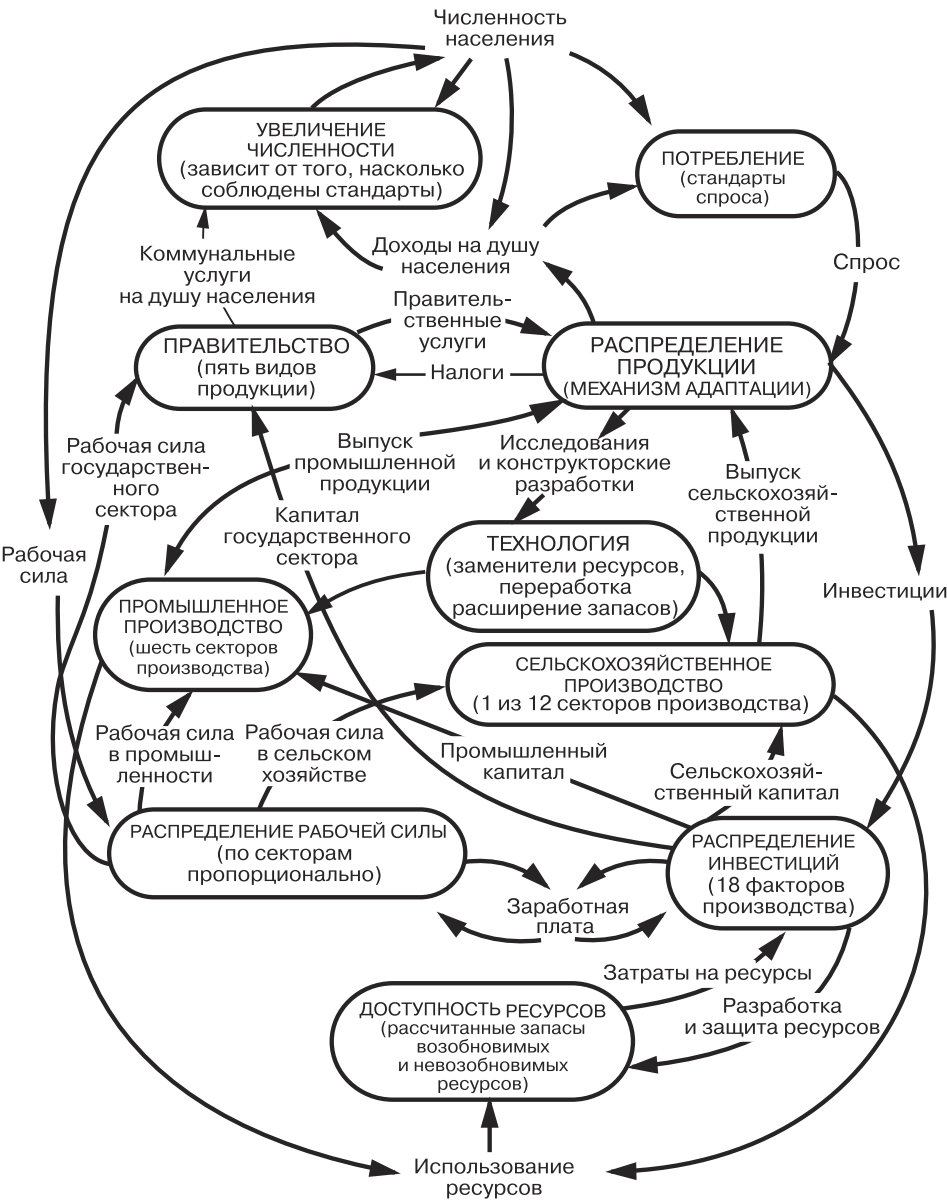 Численность
населения
УВЕЛИЧЕНИЕ
ЧИСЛЕННОСТИ
(зависит от того, насколько
соблюдены стандарты)
ПОТРЕБЛЕНИЕ
(стандарты
спроса)
Коммунальные
услуги
на душу населения
Доходы на душу
населения
Спрос
Правитель-
ственные
услуги
ПРАВИТЕЛЬСТВО
(пять видов
продукции)
Налоги
РАСПРЕДЕЛЕНИЕ
ПРОДУКЦИИ
(МЕХАНИЗМ АДАПТАЦИИ)
Рабочая сила
государствен-
ного
сектора
Выпуск
промышленной
продукции
Исследования
и конструкторские
разработки
Выпуск
сельскохозяй-
ственной
продукции
Капитал
государственного
сектора
Рабочая
сила
ТЕХНОЛОГИЯ
(заменители ресурсов,
переработка
расширение запасов)
Инвестиции
ПРОМЫШЛЕННОЕ
ПРОИЗВОДСТВО
(шесть секторов
производства)
СЕЛЬСКОХОЗЯЙСТВЕННОЕ
ПРОИЗВОДСТВО
(1 из 12 секторов производства)
Рабочая сила
в промыш-
ленности
Рабочая сила
в сельском
хозяйстве
Промышленный
капитал
Сельскохозяй-
ственный капитал
РАСПРЕДЕЛЕНИЕ РАБОЧЕЙ СИЛЫ
(по секторам
пропорционально)
РАСПРЕДЕЛЕНИЕ
ИНВЕСТИЦИЙ
(18 факторов
производства)
Заработная
плата
Затраты на ресурсы
Разработка
и защита ресурсов
ДОСТУПНОСТЬ РЕСУРСОВ
(рассчитанные запасы
возобновимых
и невозобновимых
ресурсов)
Использование
ресурсов